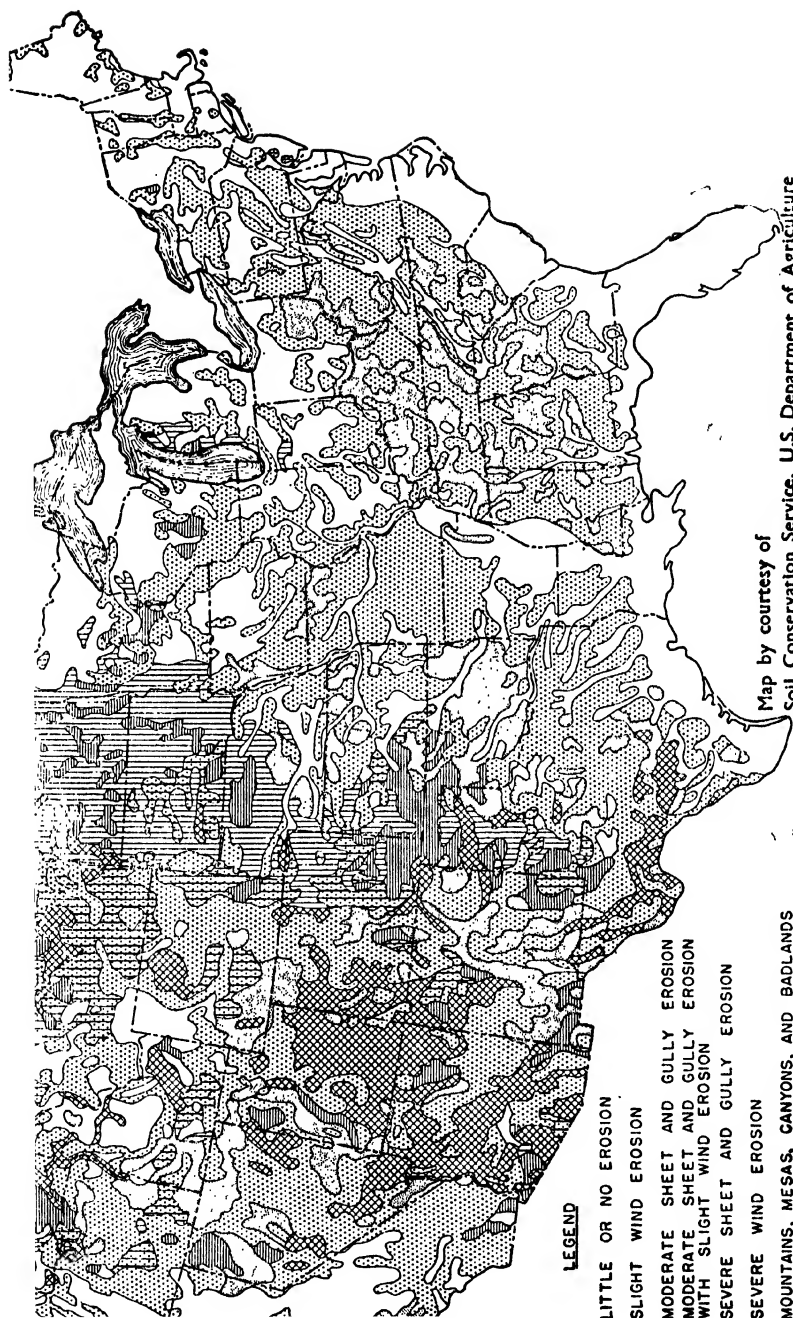 LEGEND
LITTLE OR NO EROSION
SLIGHT WIND EROSION
MODERATE SHEET AND GULLY EROSION
MODERATE SHEET AND GULLY EROSION
WITH SLIGHT WIND EROSION
SEVERE SHEET AND GULLY EROSION
SEVERE WIND EROSION
MOUNTAINS, MESAS, CANYONS, AND BADLANDS
Map by courtesy of
Soil Conservation Service, U.S. Department of Agriculture